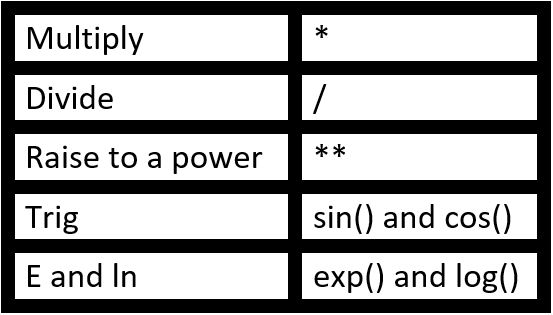 Multiply *
Divide /
Raise to a power **
Trig sin() and cos()
E and ln exp() and log()